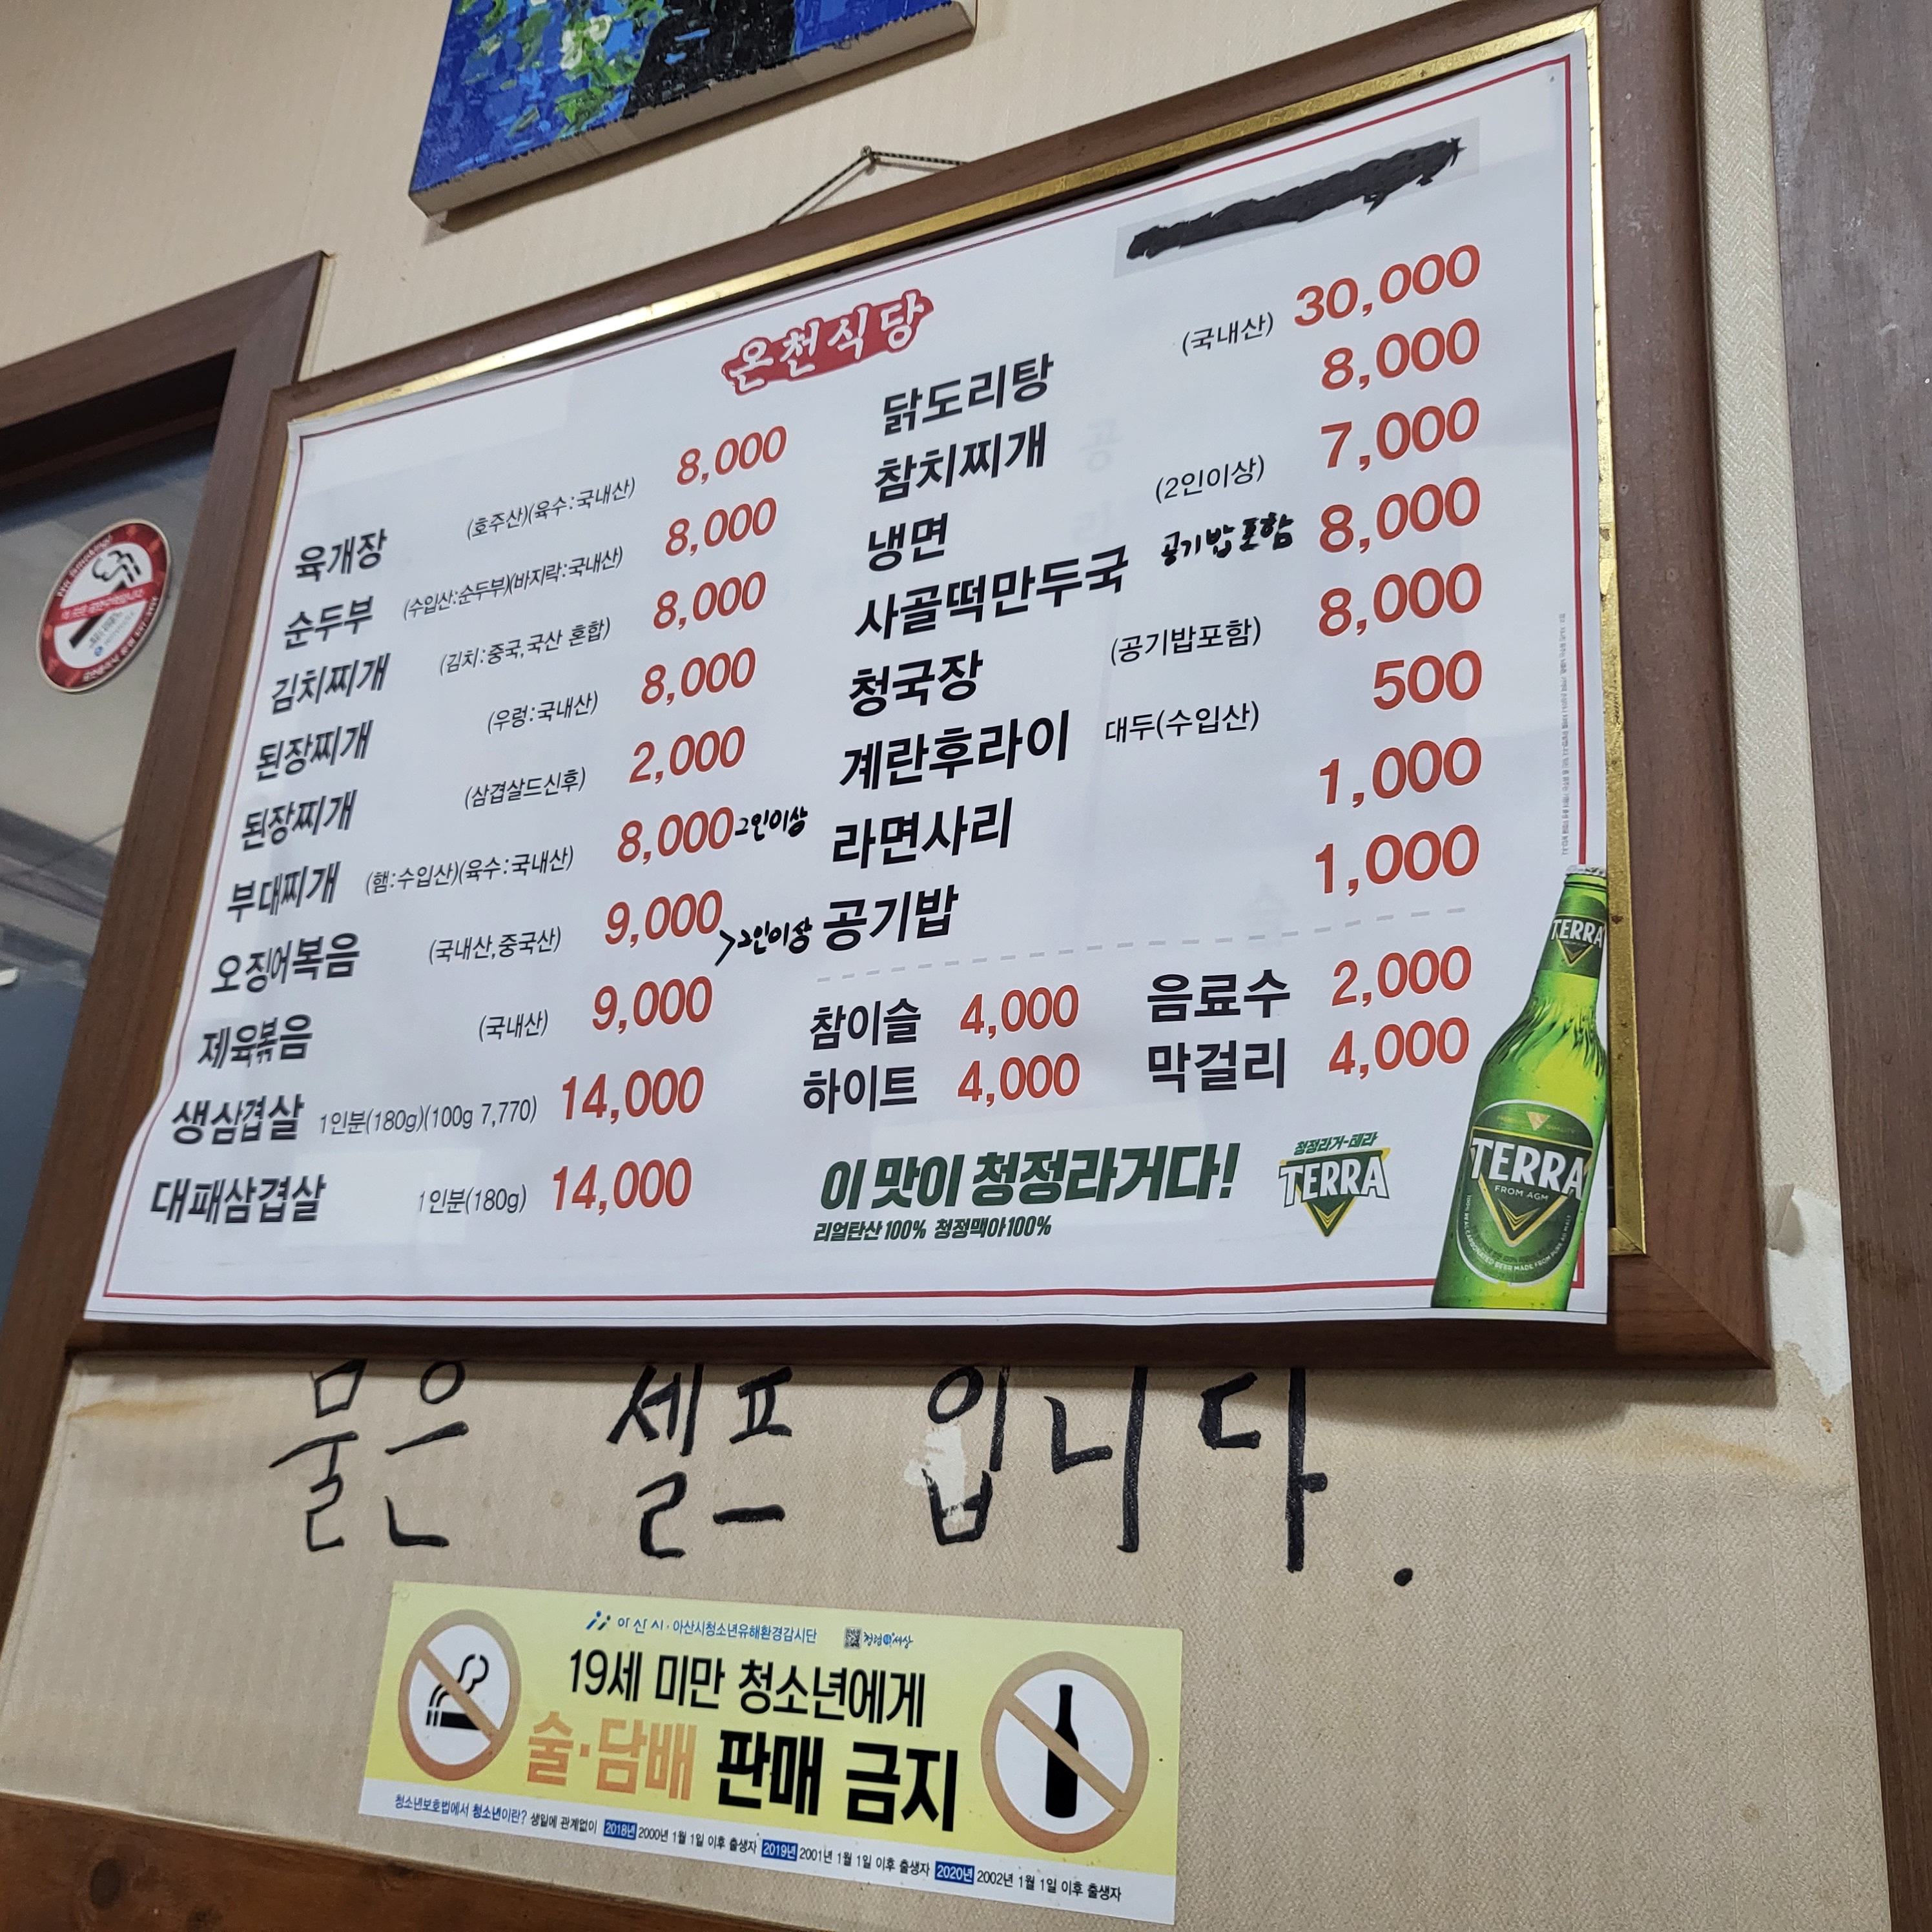 온천식당
육개장 (호주산)(육수:국내산) 8,000
순두부 (수입산:순두부)(바지락:국내산) 8,000
김치찌개 (김치:중국,국산 혼합) 8,000
된장찌개 (우렁:국내산) 8,000
된장찌개 (삼겹살드신후) 2,000
부대찌개 (햄:수입산)(육수:국내산) 8,000 2인이상
오징어볶음 (국내산,중국산) 9,000
>2인이상
제육볶음 (국내산) 9,000
생삼겹살 1인분(180g)(100g 7,770) 14,000
대패삼겹살 1인분(180g) 14,000
닭도리탕 (국내산) 30,000
참치찌개 8,000
냉면 (2인이상) 7,000
사골떡만두국 공기밥포함 8,000
청국장 (공기밥포함) 8,000
계란후라이 대두(수입산) 500
라면사리 1,000
공기밥 1,000
참이슬 4,000 음료수 2,000
하이트 4,000 막걸리 4,000
이 맛이 청정라거다!
리얼탄산 100% 청정맥아 100%
청정라거-테라
TERRA
TERRA
TERRA
FROM AGM
물은 셀프 입니다.
아산시·아산시청소년유해환경감시단
19세 미만 청소년에게
술·담배 판매 금지
청소년보호법에서 청소년이란? 생일에 관계없이 2018년 2000년 1월 1일 이후 출생자 2019년 2001년 1월 1일 이후 출생자 2020년 2002년 1월 1일 이후 출생자